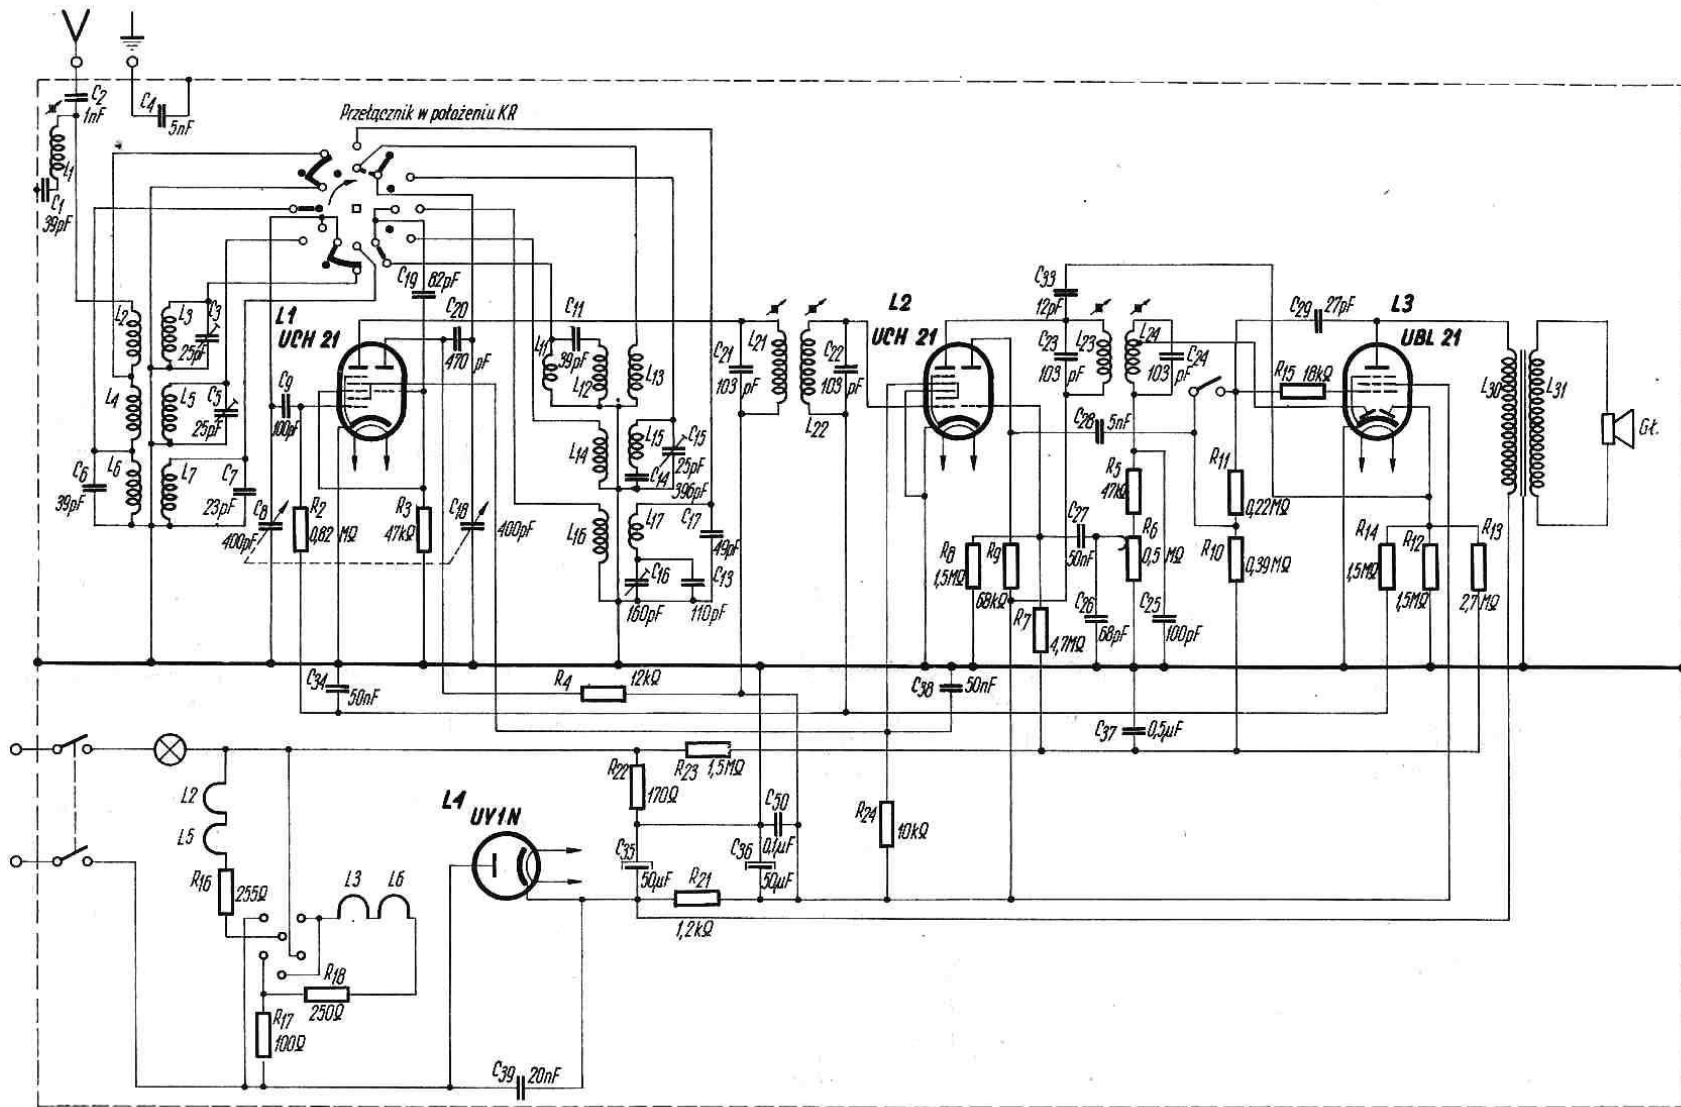 C2
1nF
C4
5nF
L1
C1
39pF
Przełącznik w położeniu KR
L2
L3
C3
25pF
L4
L5
C5
25pF
L6
L7
C6
39pF
C7
23pF
C8
400pF
C9
100pF
L1
UCH 21
R2
0,82 MΩ
R3
47kΩ
C19
82pF
C20
470 pF
C18
400pF
C11
39pF
L11
L12
L13
L14
L15
C15
25pF
C14
396pF
L16
L17
C17
49pF
C16
160pF
C13
110pF
C21
103 pF
L21
L22
C22
103 pF
L2
UCH 21
C33
12pF
C23
103 pF
L23
L24
C24
103 pF
C28
5nF
R5
47kΩ
R6
0,5 MΩ
C27
50nF
R8
1,5MΩ
R9
68kΩ
R7
4,7MΩ
C26
68pF
C25
100pF
C29
27pF
L3
UBL 21
R15
18kΩ
R11
0,22MΩ
R10
0,39MΩ
R14
1,5MΩ
R12
1,5MΩ
R13
2,7 MΩ
L30
L31
Gł.
C34
50nF
R4
12kΩ
C38
50nF
C37
0,5µF
L2
L5
R16
255Ω
L3
L6
R18
250Ω
R17
100Ω
L4
UY1N
R22
170Ω
R23
1,5MΩ
C50
0,1µF
C35
50µF
C36
50µF
R21
1,2kΩ
R24
10kΩ
C39
20nF